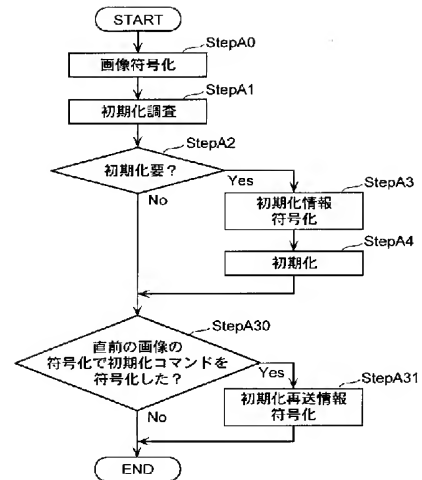 START
StepA0
画像符号化
StepA1
初期化調査
StepA2
初期化要?
Yes
No
StepA3
初期化情報
符号化
StepA4
初期化
StepA30
直前の画像の
符号化で初期化コマンドを
符号化した?
Yes
No
StepA31
初期化再送情報
符号化
END